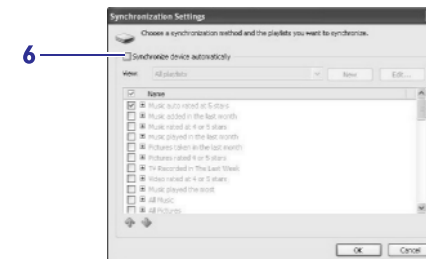 Synchronization Settings
Choose a synchronization method and the playlists you want to synchronize.
6
Synchronize device automatically
View:
All playlists
New
Edit...
Name
Music auto rated at 5 stars
Music added in the last month
Music rated at 4 or 5 stars
Music played in the last month
Pictures taken in the last month
Pictures rated 4 or 5 stars
TV Recorded in The Last Week
Video rated at 4 or 5 stars
Music played the most
All Music
All Pictures
OK
Cancel